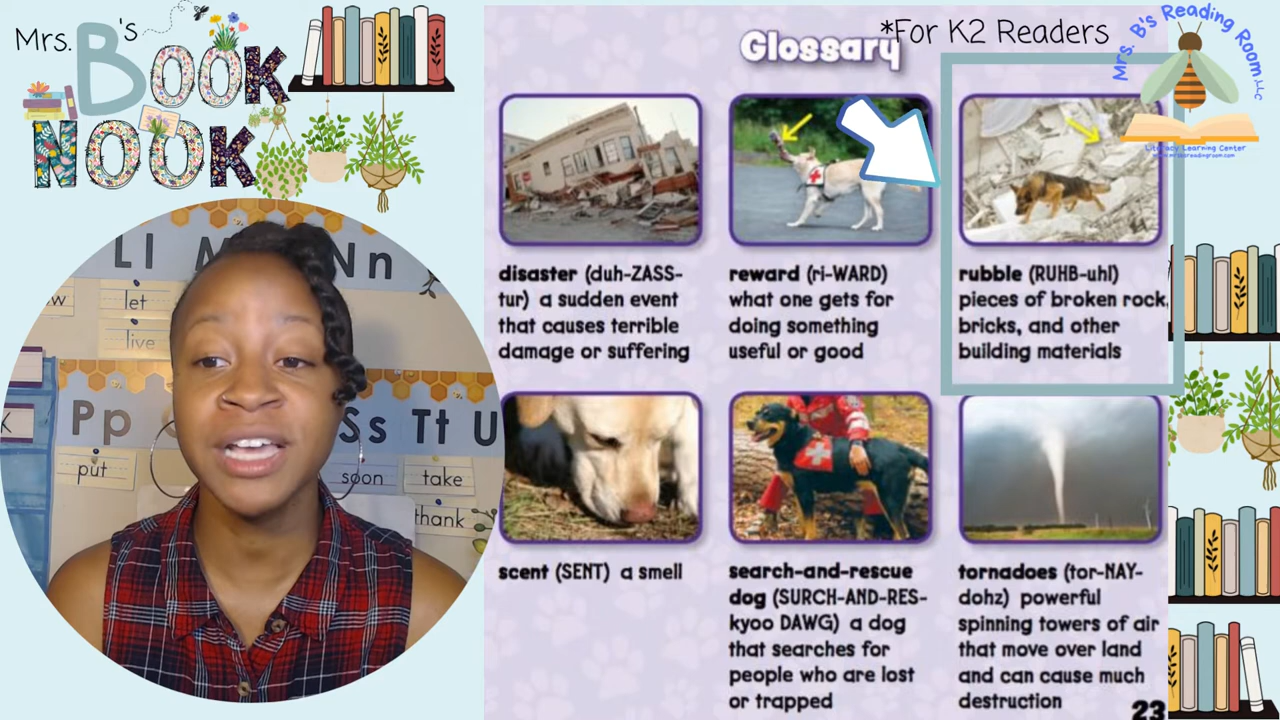 Mrs. B's
BOOK
NOOK
*For K2 Readers
Mrs. B's Reading Room, LLC
Literacy Learning Center
Glossary
disaster (duh-ZASS-
tur) a sudden event
that causes terrible
damage or suffering
reward (ri-WARD)
what one gets for
doing something
useful or good
rubble (RUHB-uhl)
pieces of broken rock,
bricks, and other
building materials
scent (SENT) a smell
search-and-rescue
dog (SURCH-AND-RES-
kyoo DAWG) a dog
that searches for
people who are lost
or trapped
tornadoes (tor-NAY-
dohz) powerful
spinning towers of air
that move over land
and can cause much
destruction
23
Ll M Nn
let
live
Pp Ss Tt U
put
soon
take
thank